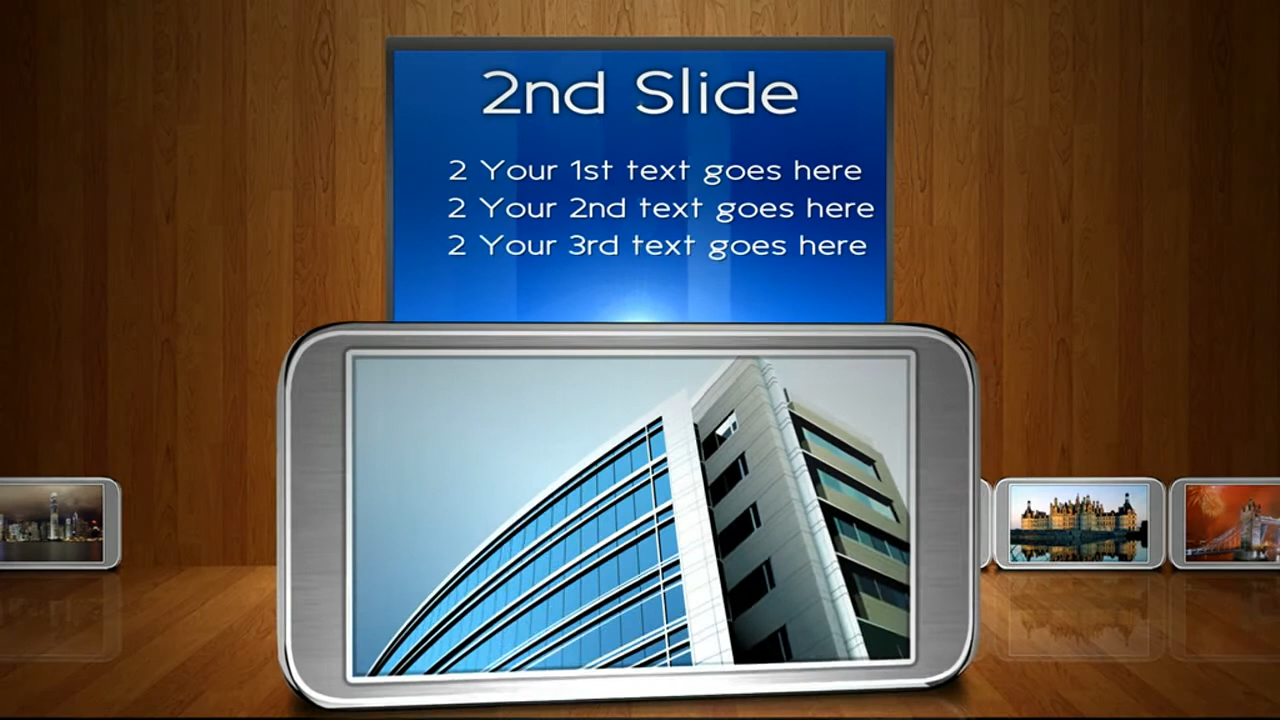 2nd Slide
2 Your 1st text goes here
2 Your 2nd text goes here
2 Your 3rd text goes here